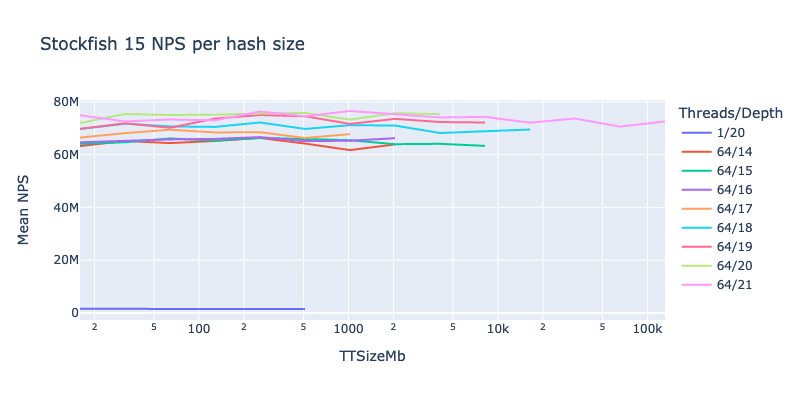 Stockfish 15 NPS per hash size
80M
60M
40M
20M
0
Mean NPS
2
5
100
2
5
1000
2
5
10k
2
5
100k
TTSizeMb
Threads/Depth
1/20
64/14
64/15
64/16
64/17
64/18
64/19
64/20
64/21